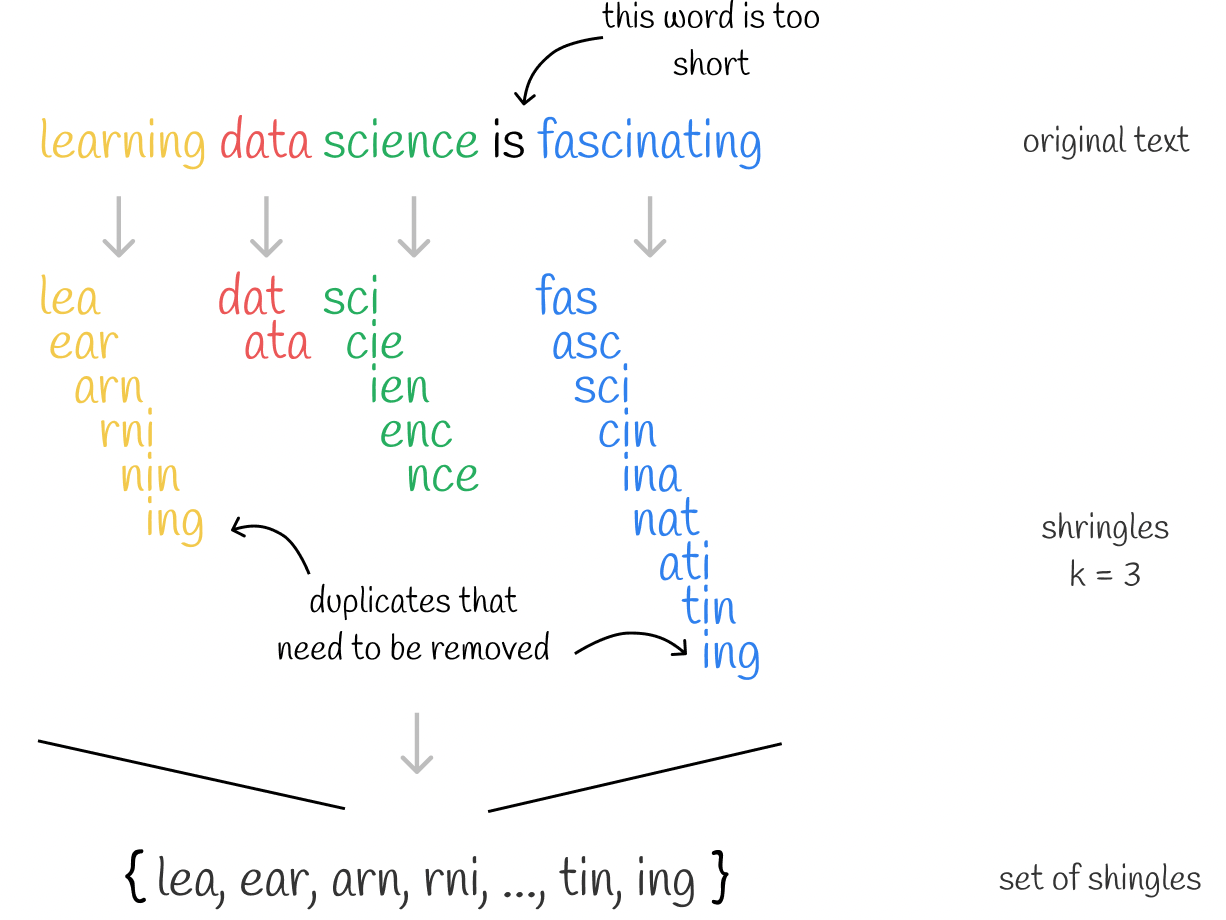 this word is too
short
learning data science is fascinating
original text
lea dat sci fas
ear ata cie asc
arn ien sci
rni enc cin
nin nce ina
ing nat
shringles
k = 3
ati
duplicates that
need to be removed
tin
ing
{ lea, ear, arn, rni, ..., tin, ing }
set of shingles